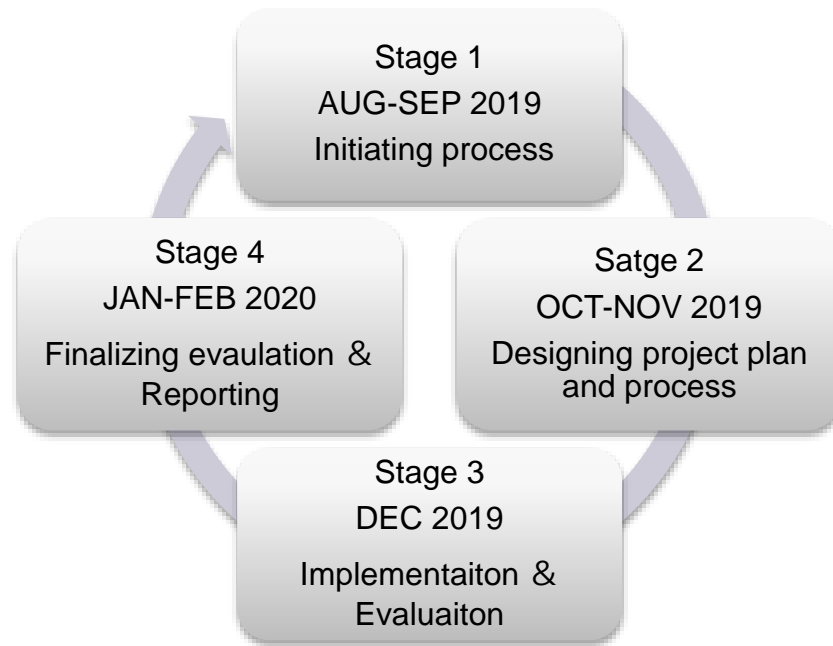 Stage 1
AUG-SEP 2019
Initiating process
Satge 2
OCT-NOV 2019
Designing project plan
and process
Stage 3
DEC 2019
Implementaiton &
Evaluaiton
Stage 4
JAN-FEB 2020
Finalizing evaulation &
Reporting